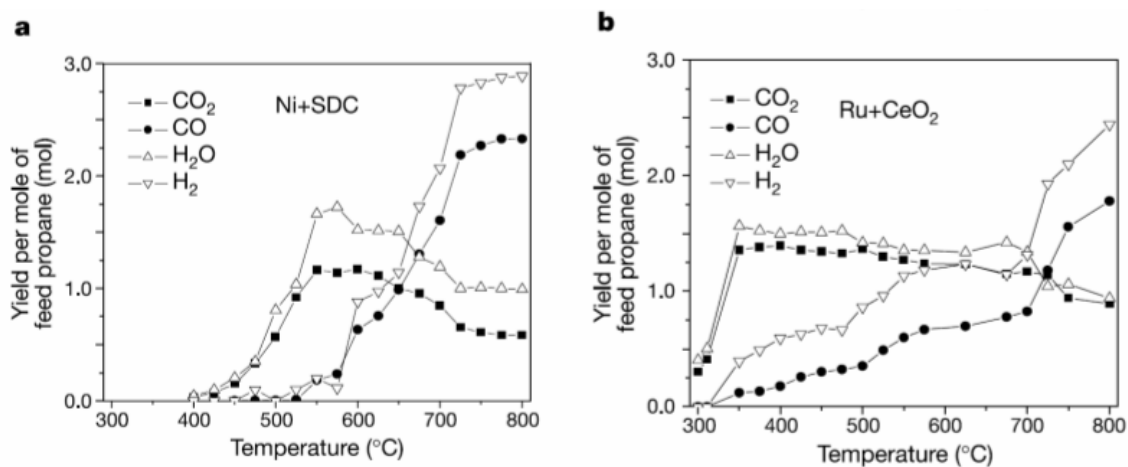 a
Yield per mole of
feed propane (mol)
3.0
2.0
1.0
0.0
CO₂
CO
H₂O
H₂
Ni+SDC
300 400 500 600 700 800
Temperature (°C)
b
Yield per mole of
feed propane (mol)
3.0
2.0
1.0
0.0
CO₂
CO
H₂O
H₂
Ru+CeO₂
300 400 500 600 700 800
Temperature (°C)